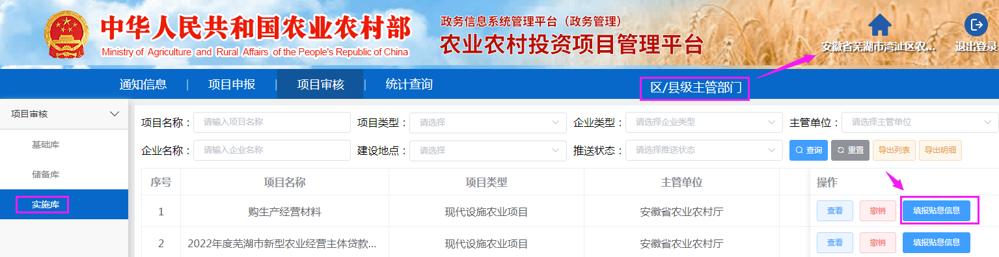 中华人民共和国农业农村部
Ministry of Agriculture and Rural Affairs of the People's Republic of China
政务信息系统管理平台（政务管理）
农业农村投资项目管理平台
安徽省芜湖市湾沚区农...
退出登录
通知信息 | 项目申报 | 项目审核 | 统计查询
区/县级主管部门
项目审核
基础库
储备库
实施库
项目名称： 请输入项目名称 项目类型： 请选择 企业类型： 请选择企业类型 主管单位： 请选择主管单位
企业名称： 请输入企业名称 建设地点： 请选择 推送状态： 请选择推送状态 查询 重置 导出列表 导出明细
序号 项目名称 项目类型 主管单位 操作
1 购生产经营材料 现代设施农业项目 安徽省农业农村厅 查看 撤销 填报贴息信息
2 2022年度芜湖市新型农业经营主体贷款... 现代设施农业项目 安徽省农业农村厅 查看 撤销 填报贴息信息